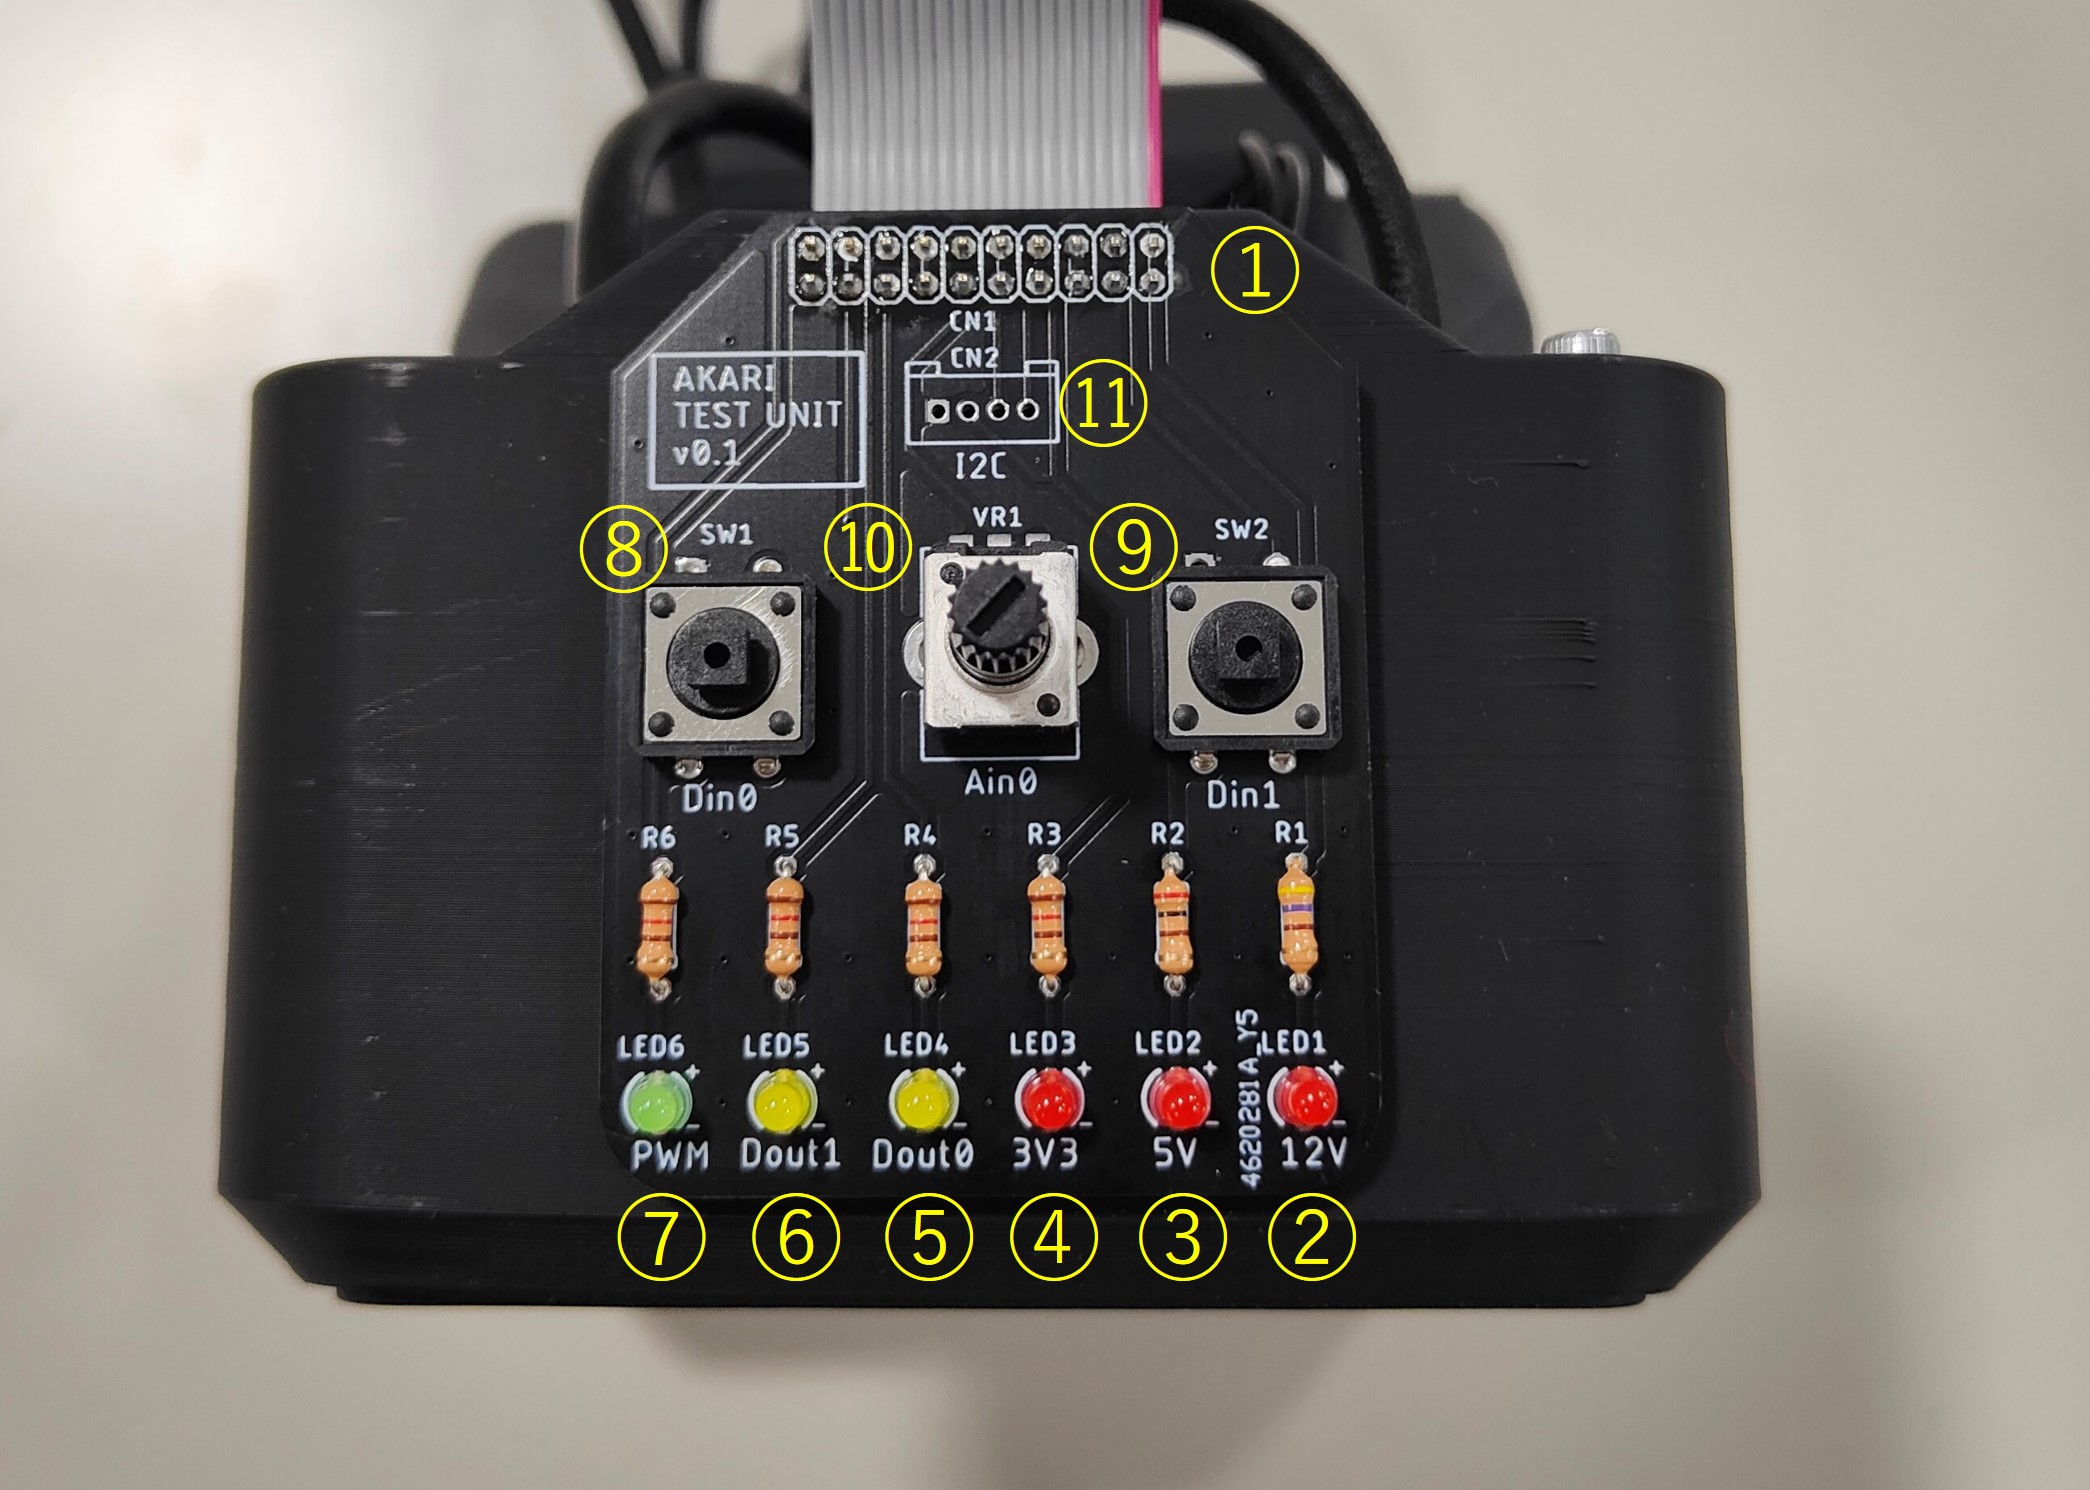 ①
CN1
CN2
⑪
AKARI
TEST UNIT
v0.1
I2C
⑧
SW1
⑩
VR1
⑨
SW2
Din0
Ain0
Din1
R6
R5
R4
R3
R2
R1
LED6
LED5
LED4
LED3
LED2
LED1
+
+
+
+
+
+
-
-
-
-
-
-
PWM
Dout1
Dout0
3V3
5V
4620281A_Y5
12V
⑦
⑥
⑤
④
③
②